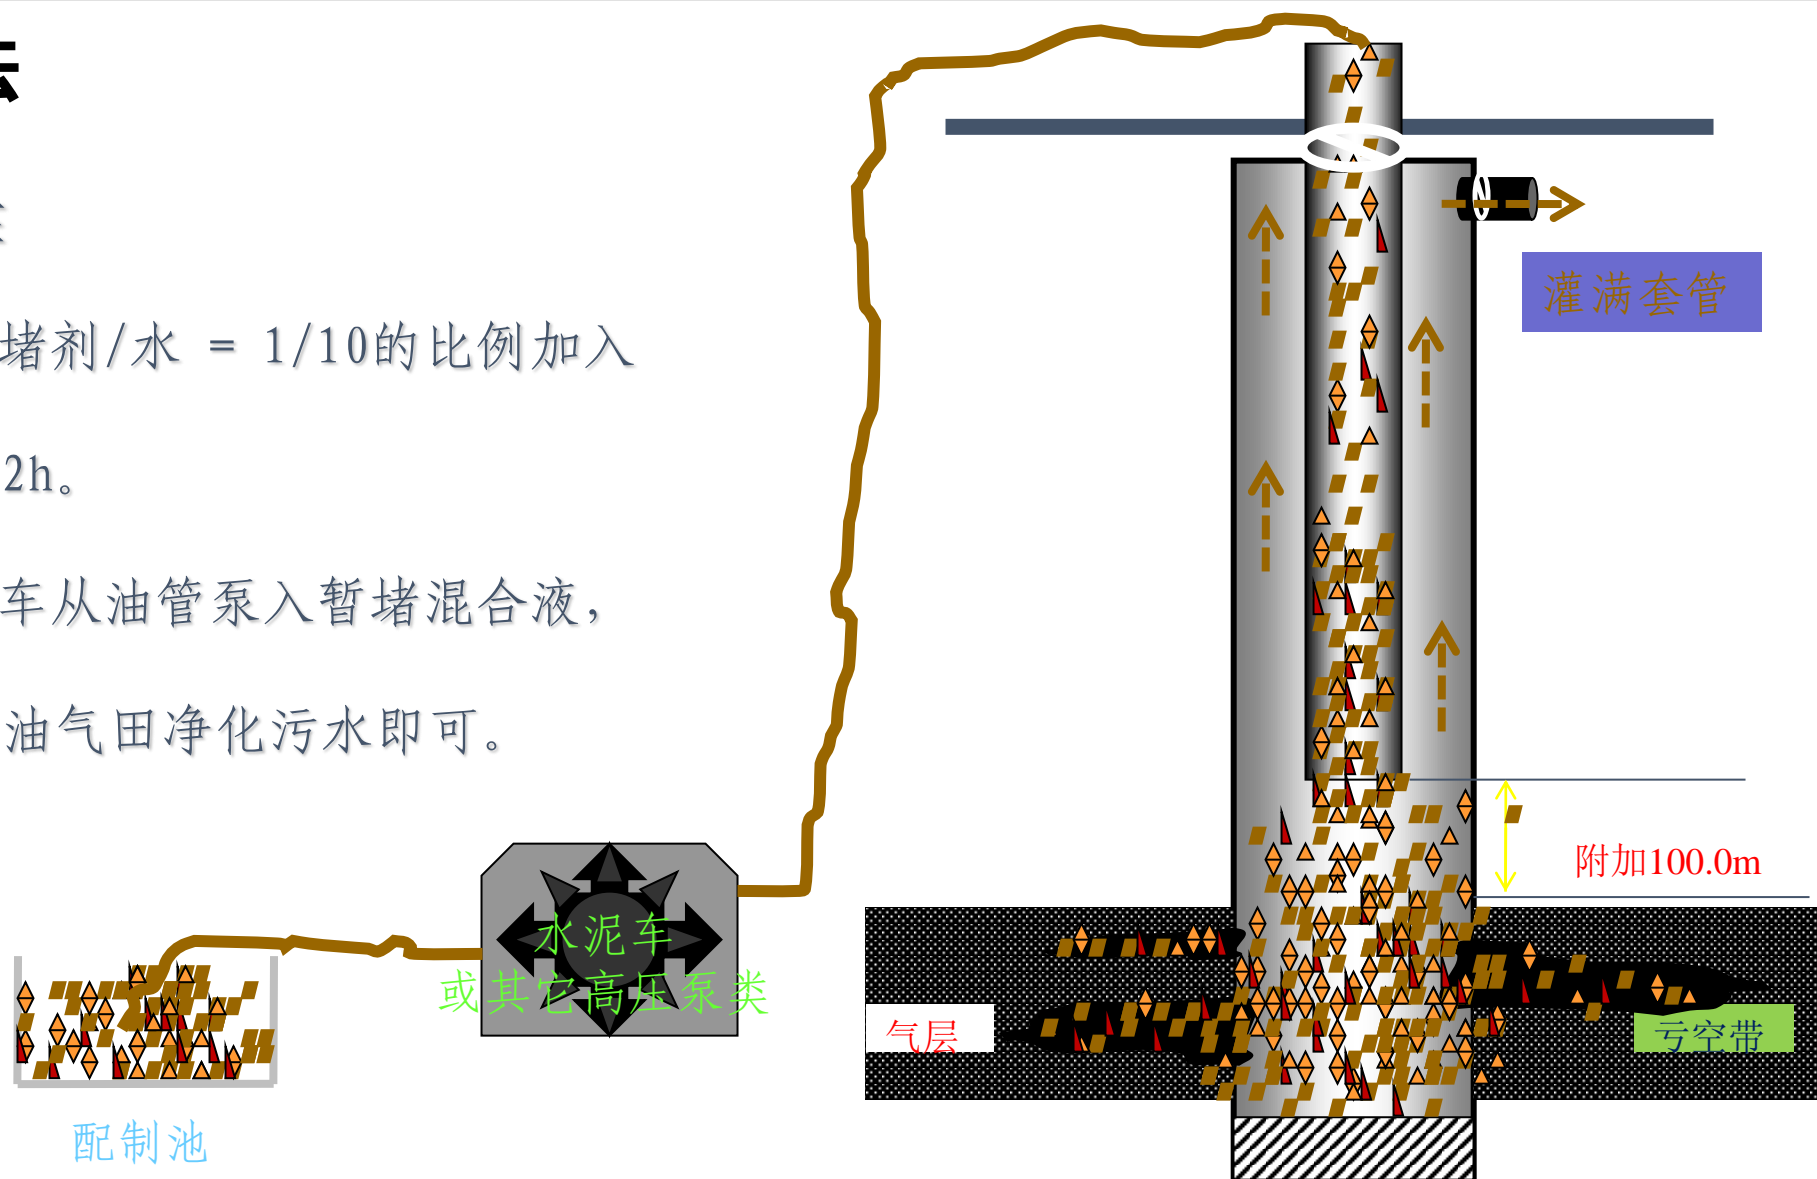 法
堵剂/水 = 1/10的比例加入
2h。
车从油管泵入暂堵混合液，
油气田净化污水即可。
灌满套管
附加100.0m
水泥车
或其它高压泵类
气层
亏空带
配制池